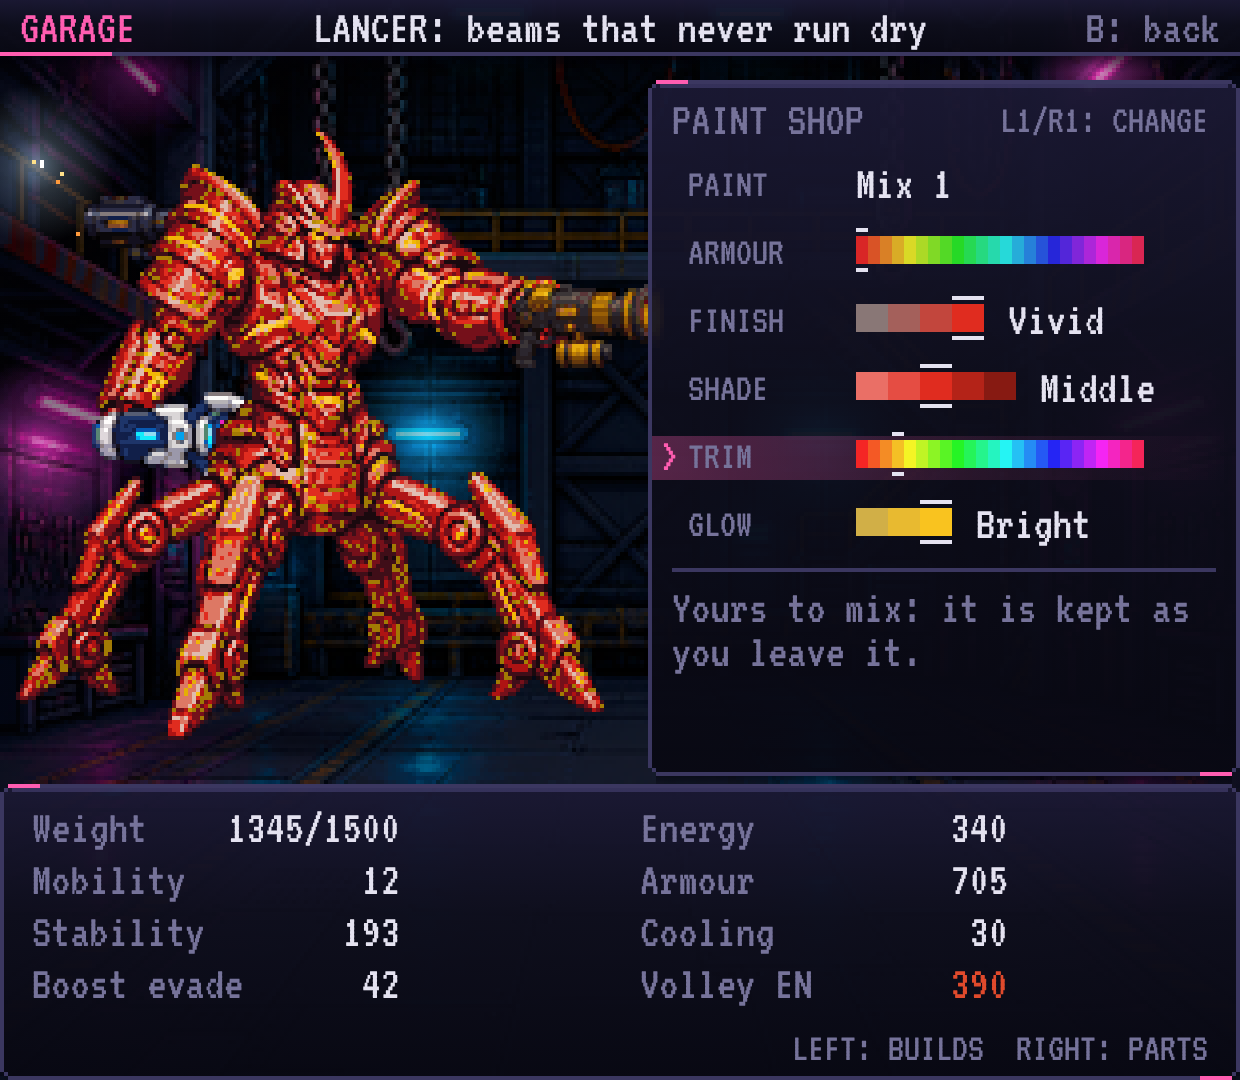 GARAGE LANCER: beams that never run dry B: back
PAINT SHOP L1/R1: CHANGE
PAINT Mix 1
ARMOUR
FINISH Vivid
SHADE Middle
TRIM
GLOW Bright
Yours to mix: it is kept as
you leave it.
Weight 1345/1500 Energy 340
Mobility 12 Armour 705
Stability 193 Cooling 30
Boost evade 42 Volley EN 390
LEFT: BUILDS RIGHT: PARTS